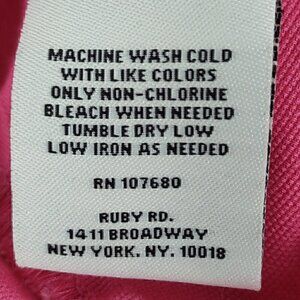 MACHINE WASH COLD
WITH LIKE COLORS
ONLY NON-CHLORINE
BLEACH WHEN NEEDED
TUMBLE DRY LOW
LOW IRON AS NEEDED
RN 107680
RUBY RD.
1411 BROADWAY
NEW YORK. NY. 10018